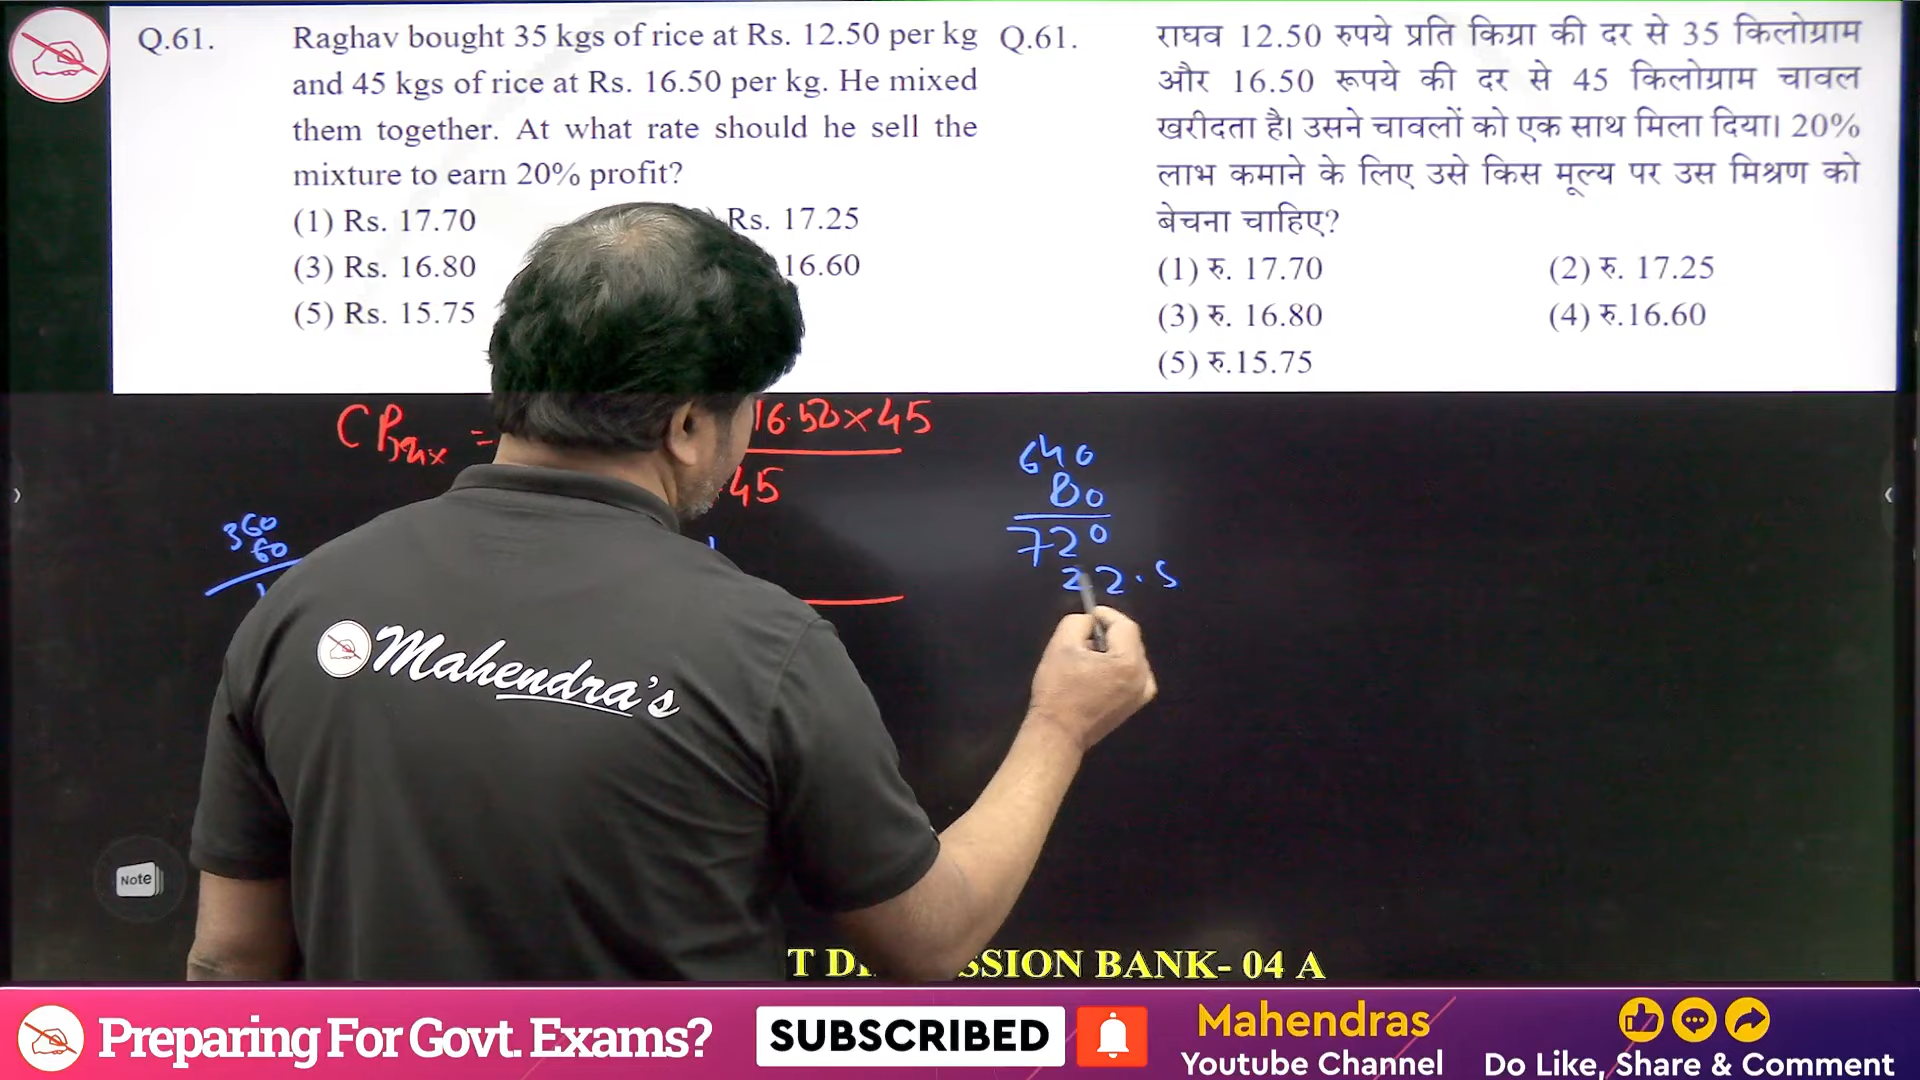 Q.61.
Raghav bought 35 kgs of rice at Rs. 12.50 per kg
and 45 kgs of rice at Rs. 16.50 per kg. He mixed
them together. At what rate should he sell the
mixture to earn 20% profit?
(1) Rs. 17.70
Rs. 17.25
(3) Rs. 16.80
16.60
(5) Rs. 15.75
Q.61.
राघव 12.50 रुपये प्रति किग्रा की दर से 35 किलोग्राम
और 16.50 रूपये की दर से 45 किलोग्राम चावल
खरीदता है। उसने चावलों को एक साथ मिला दिया। 20%
लाभ कमाने के लिए उसे किस मूल्य पर उस मिश्रण को
बेचना चाहिए?
(1) रु. 17.70
(2) रु. 17.25
(3) रु. 16.80
(4) रु.16.60
(5) रु.15.75
=
16.50×45
45
360
60
640
80
720
22.5
Mahendra's
Note
BANK- 04 A
Preparing For Govt. Exams?
SUBSCRIBED
Mahendras
Youtube Channel
Do Like, Share & Comment